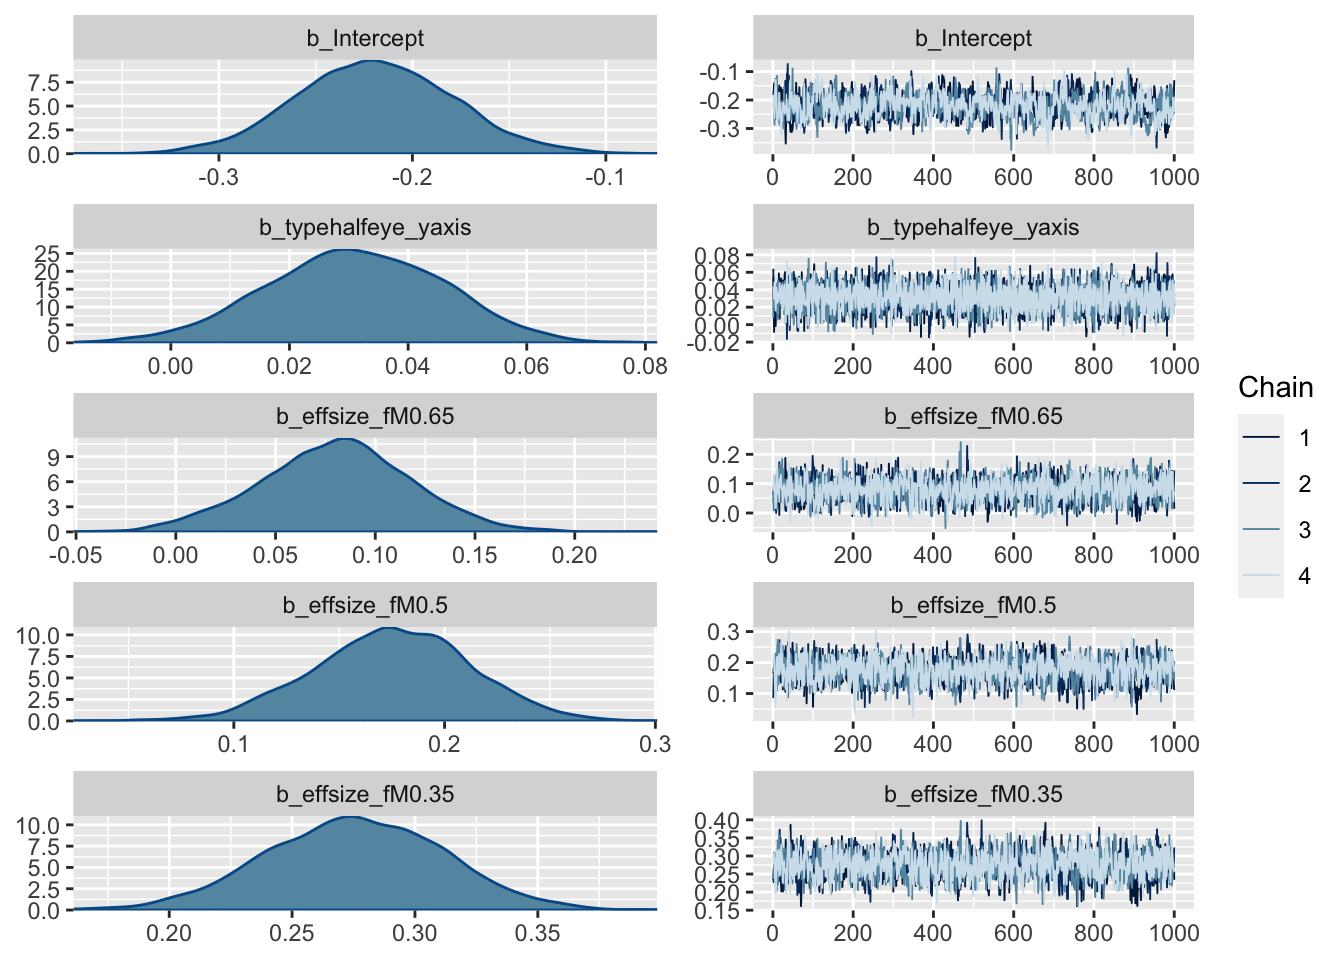 b_Intercept
7.5
5.0
2.5
0.0
-0.3 -0.2 -0.1
b_Intercept
-0.1
-0.2
-0.3
0 200 400 600 800 1000
b_typehalfeye_yaxis
25
20
15
10
5
0
0.00 0.02 0.04 0.06 0.08
b_typehalfeye_yaxis
0.08
0.06
0.04
0.02
0.00
-0.02
0 200 400 600 800 1000
b_effsize_fM0.65
9
6
3
0
-0.05 0.00 0.05 0.10 0.15 0.20
b_effsize_fM0.65
0.2
0.1
0.0
0 200 400 600 800 1000
b_effsize_fM0.5
10.0
7.5
5.0
2.5
0.0
0.1 0.2 0.3
b_effsize_fM0.5
0.3
0.2
0.1
0 200 400 600 800 1000
b_effsize_fM0.35
10.0
7.5
5.0
2.5
0.0
0.20 0.25 0.30 0.35
b_effsize_fM0.35
0.40
0.35
0.30
0.25
0.20
0.15
0 200 400 600 800 1000
Chain
1
2
3
4